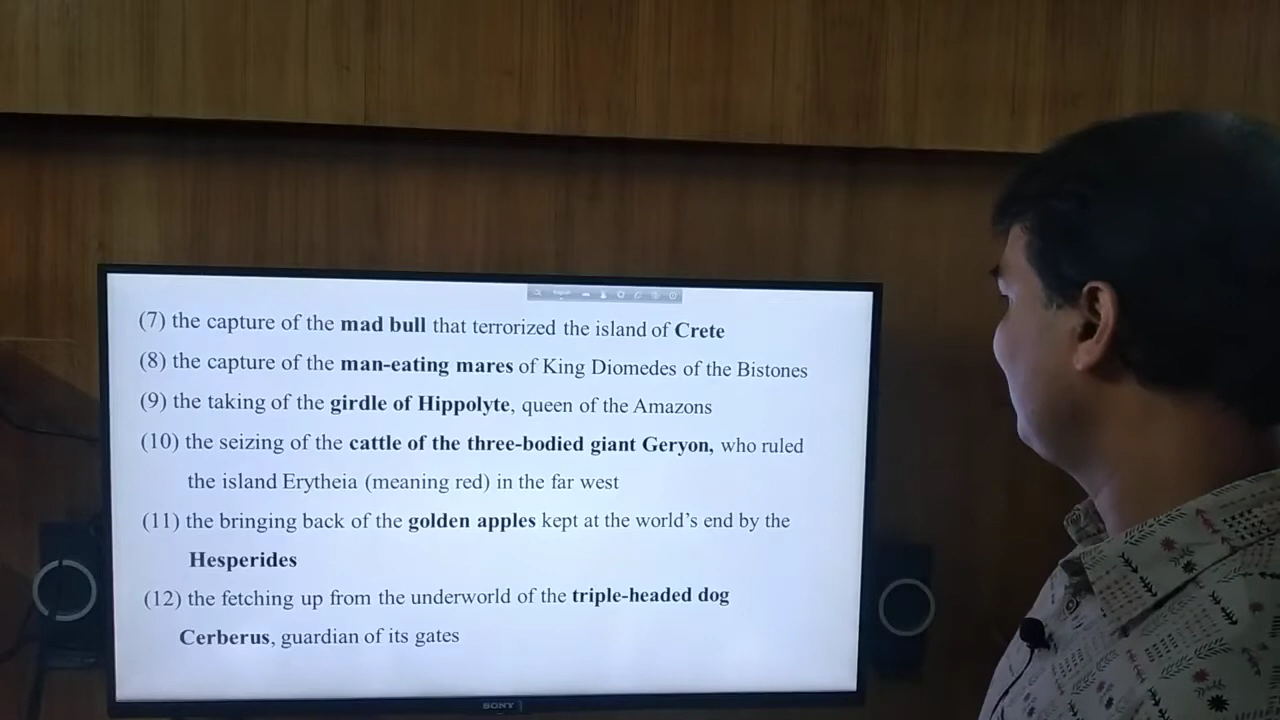 (7) the capture of the mad bull that terrorized the island of Crete
(8) the capture of the man-eating mares of King Diomedes of the Bistones
(9) the taking of the girdle of Hippolyte, queen of the Amazons
(10) the seizing of the cattle of the three-bodied giant Geryon, who ruled
the island Erytheia (meaning red) in the far west
(11) the bringing back of the golden apples kept at the world's end by the
Hesperides
(12) the fetching up from the underworld of the triple-headed dog
Cerberus, guardian of its gates
SONY